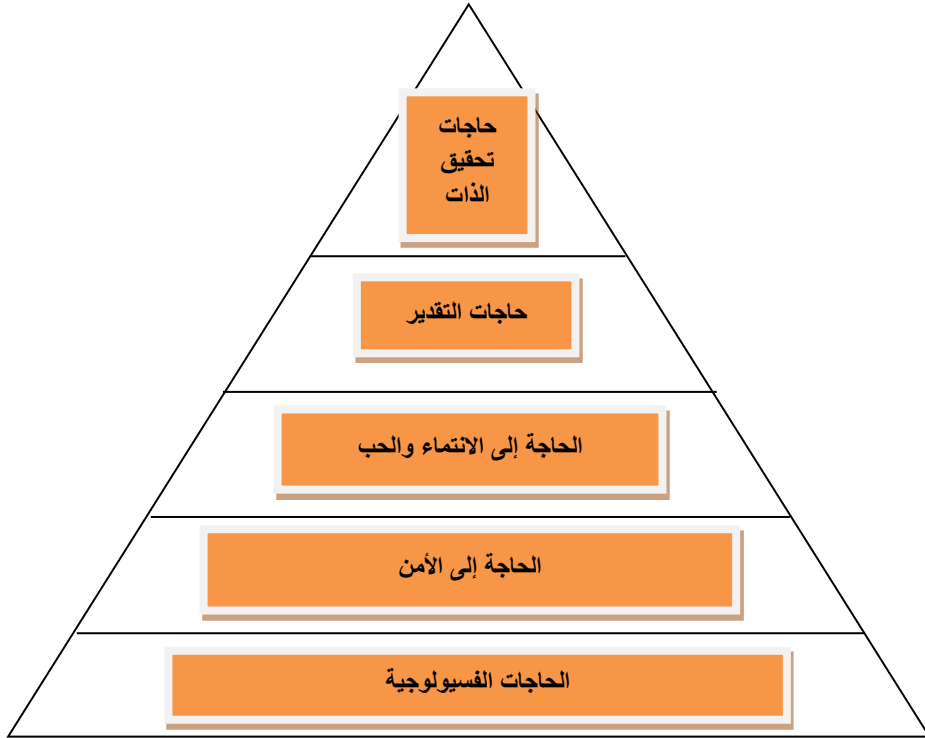 حاجات
تحقيق
الذات
حاجات التقدير
الحاجة إلى الانتماء والحب
الحاجة إلى الأمن
الحاجات الفسيولوجية